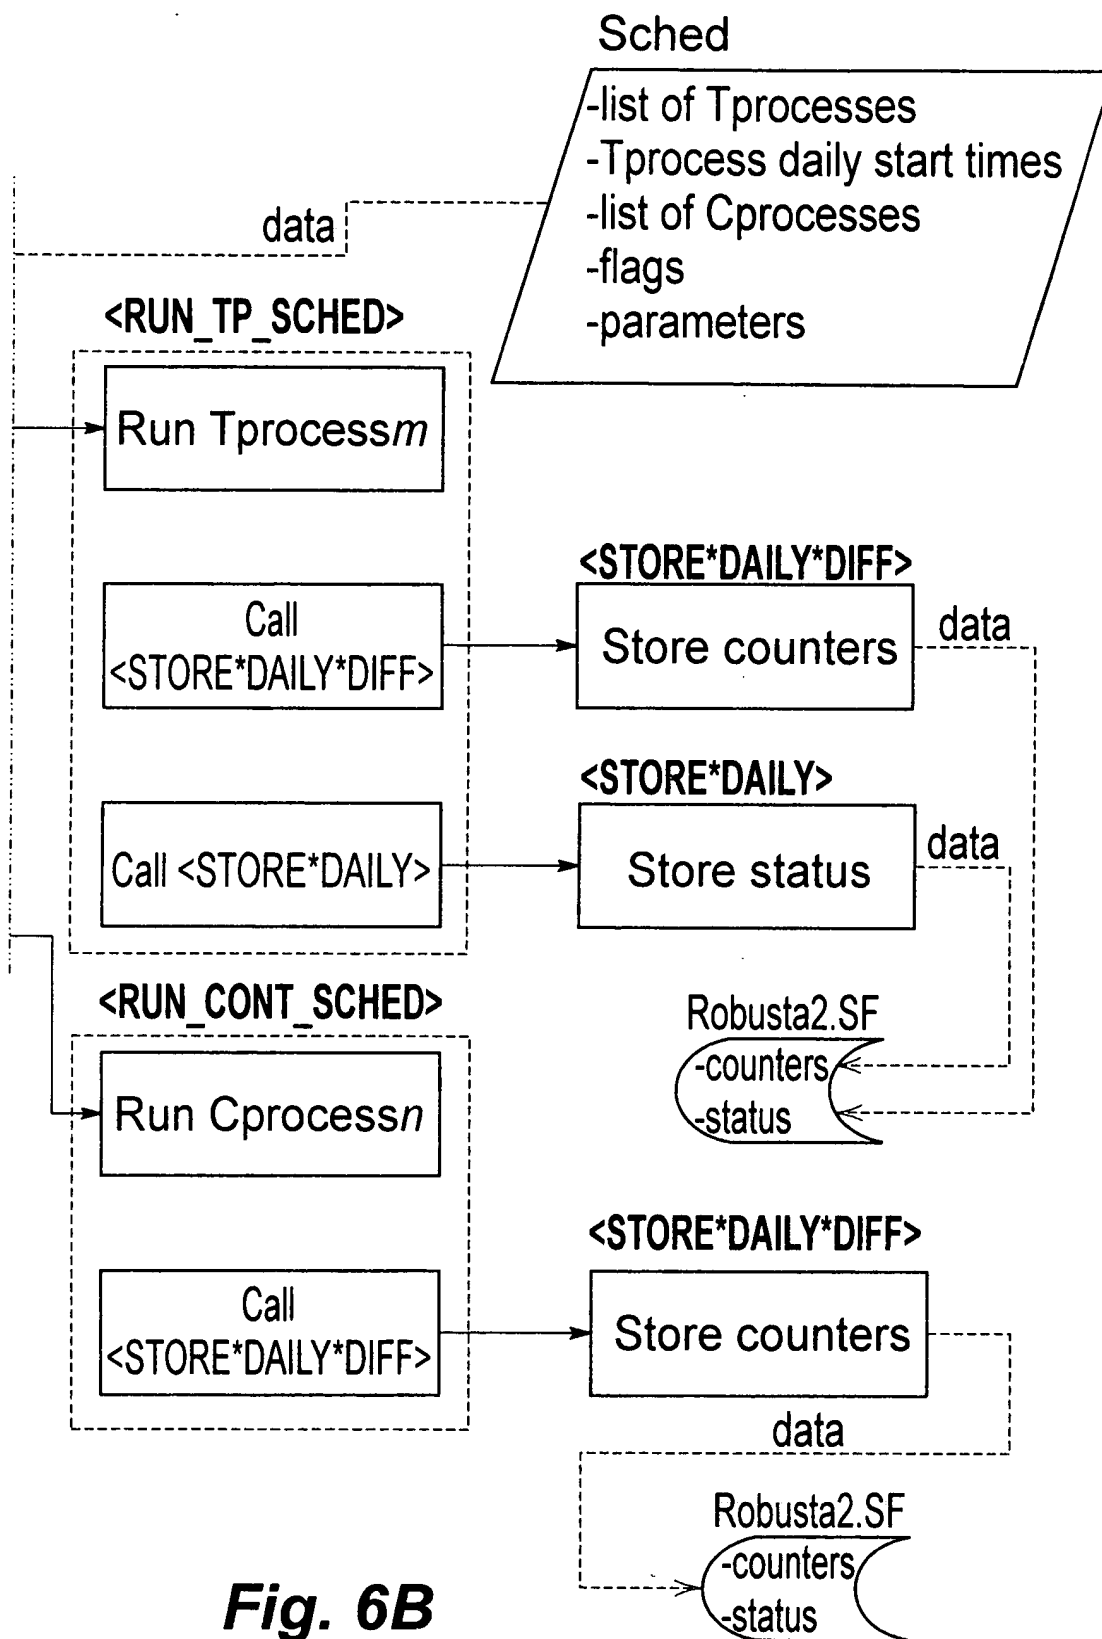 Sched
-list of Tprocesses
-Tprocess daily start times
-list of Cprocesses
-flags
-parameters
data
<RUN_TP_SCHED>
Run Tprocessm
Call
<STORE*DAILY*DIFF>
<STORE*DAILY*DIFF>
Store counters
data
Call <STORE*DAILY>
<STORE*DAILY>
Store status
data
Robusta2.SF
-counters
-status
<RUN_CONT_SCHED>
Run Cprocessn
Call
<STORE*DAILY*DIFF>
<STORE*DAILY*DIFF>
Store counters
data
Robusta2.SF
-counters
-status
Fig. 6B